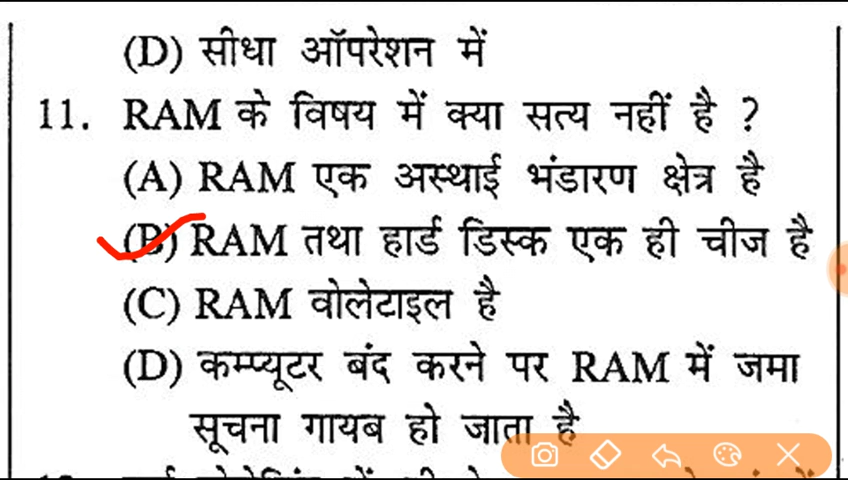 (D) सीधा ऑपरेशन में
11. RAM के विषय में क्या सत्य नहीं है ?
(A) RAM एक अस्थाई भंडारण क्षेत्र है
(B) RAM तथा हार्ड डिस्क एक ही चीज है
(C) RAM वोलेटाइल है
(D) कम्प्यूटर बंद करने पर RAM में जमा
सूचना गायब हो जाता है